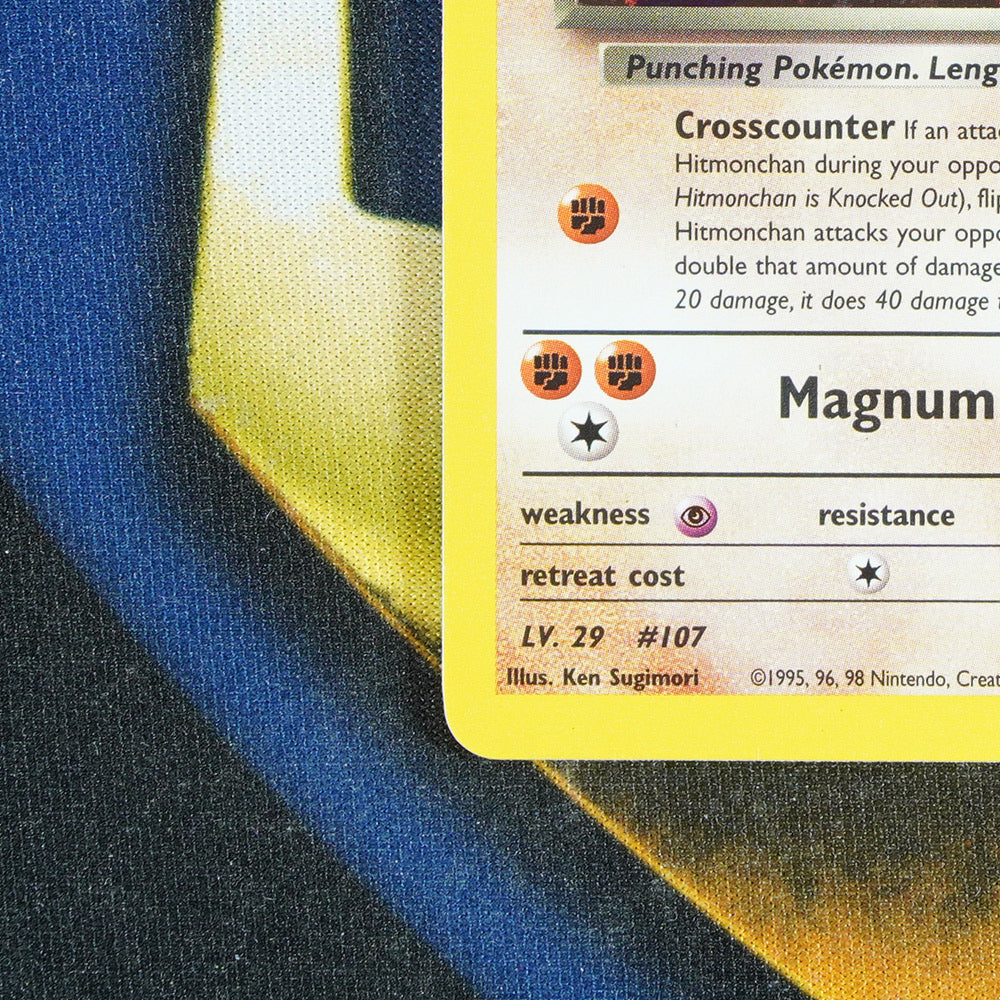 Punching Pokémon. Leng
Crosscounter If an atta
Hitmonchan during your oppo
Hitmonchan is Knocked Out), flip
Hitmonchan attacks your oppo
double that amount of damage
20 damage, it does 40 damage
Magnum
weakness resistance
retreat cost
LV. 29 #107
Illus. Ken Sugimori ©1995, 96, 98 Nintendo, Creat